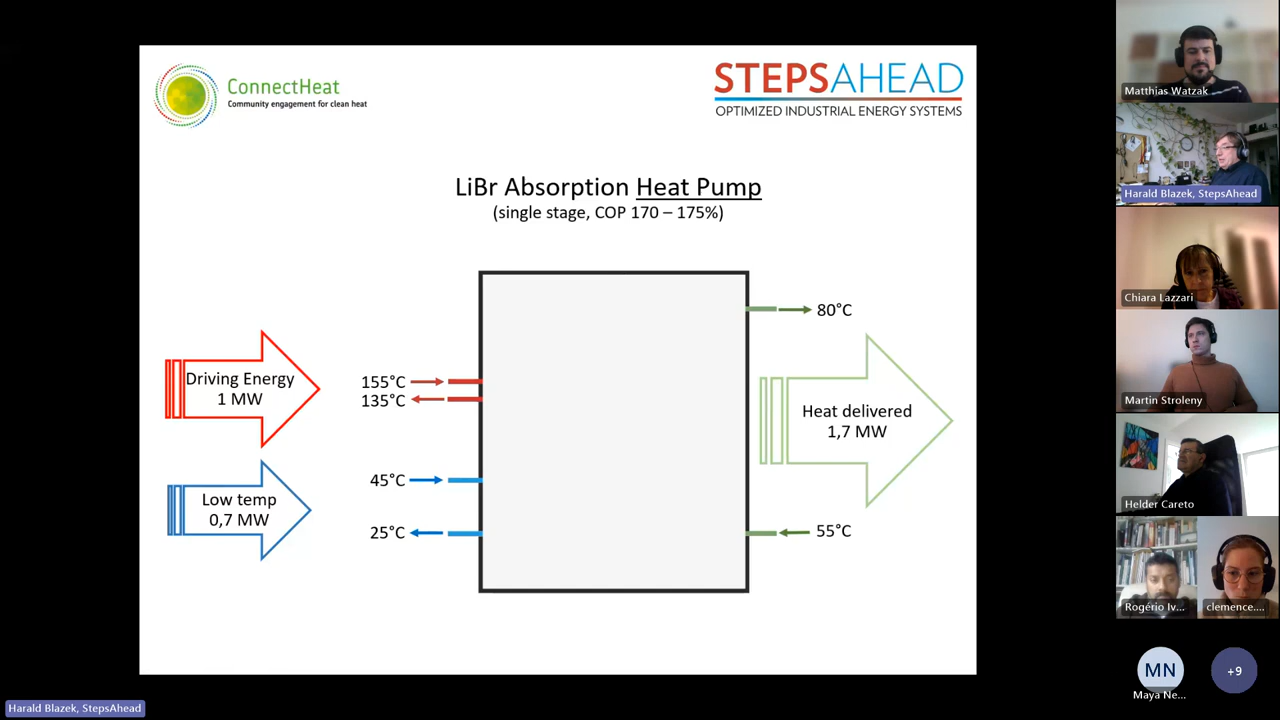 ConnectHeat
Community engagement for clean heat
STEPSAHEAD
OPTIMIZED INDUSTRIAL ENERGY SYSTEMS
LiBr Absorption Heat Pump
(single stage, COP 170 – 175%)
Driving Energy
1 MW
Low temp
0,7 MW
155°C
135°C
45°C
25°C
80°C
Heat delivered
1,7 MW
55°C
Matthias Watzak
Harald Blazek, StepsAhead
Chiara Lazzari
Martin Stroleny
Helder Careto
Rogério Iv...
clemence....
MN
Maya Ne...
+9
Harald Blazek, StepsAhead